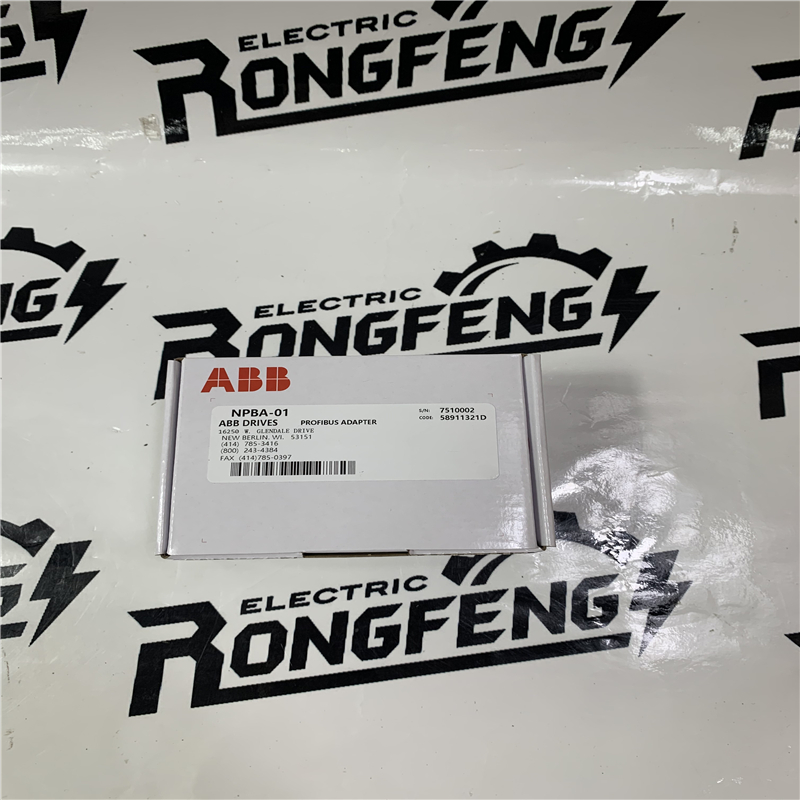 ELECTRIC
RONGFENG
ELECTRIC
RONGFENG
ABB
NPBA-01
S/N: 7510002
ABB DRIVES PROFIBUS ADAPTER
CODE: 58911321D
16250 W. GLENDALE DRIVE
NEW BERLIN. WI. 53151
(414) 785-3416
(800) 243-4384
FAX (414)785-0397
ELECTRIC
RONGFENG